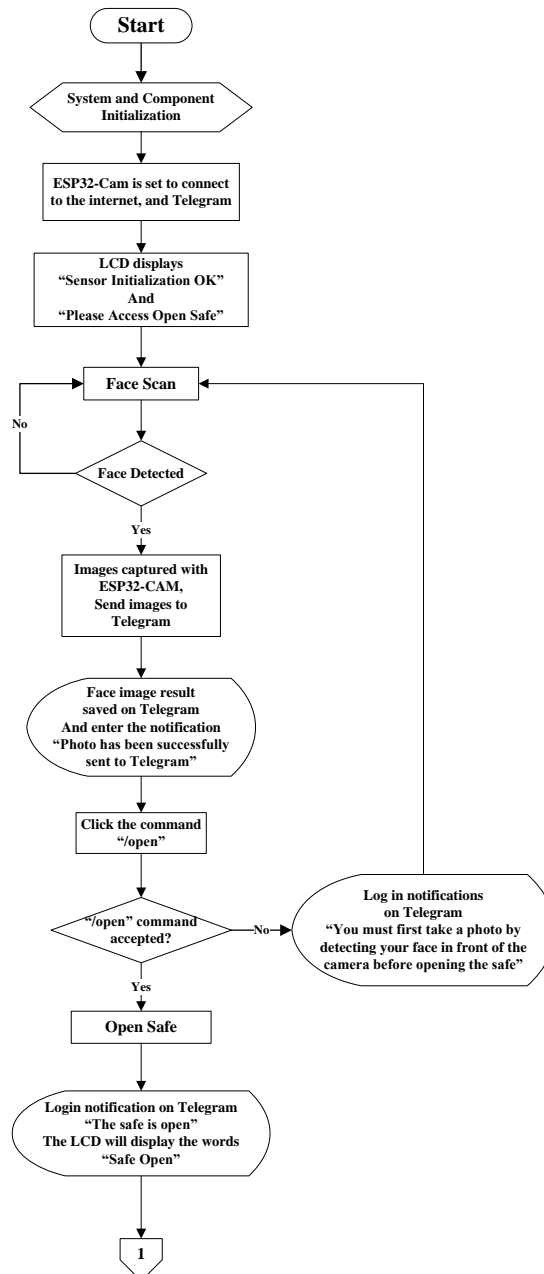 Start
System and Component
Initialization
ESP32-Cam is set to connect
to the internet, and Telegram
LCD displays
“Sensor Initialization OK”
And
“Please Access Open Safe”
Face Scan
No
Face Detected
Yes
Images captured with
ESP32-CAM,
Send images to
Telegram
Face image result
saved on Telegram
And enter the notification
“Photo has been successfully
sent to Telegram”
Click the command
“/open”
“/open” command
accepted?
No
Log in notifications
on Telegram
“You must first take a photo by
detecting your face in front of the
camera before opening the safe”
Yes
Open Safe
Login notification on Telegram
“The safe is open”
The LCD will display the words
“Safe Open”
1